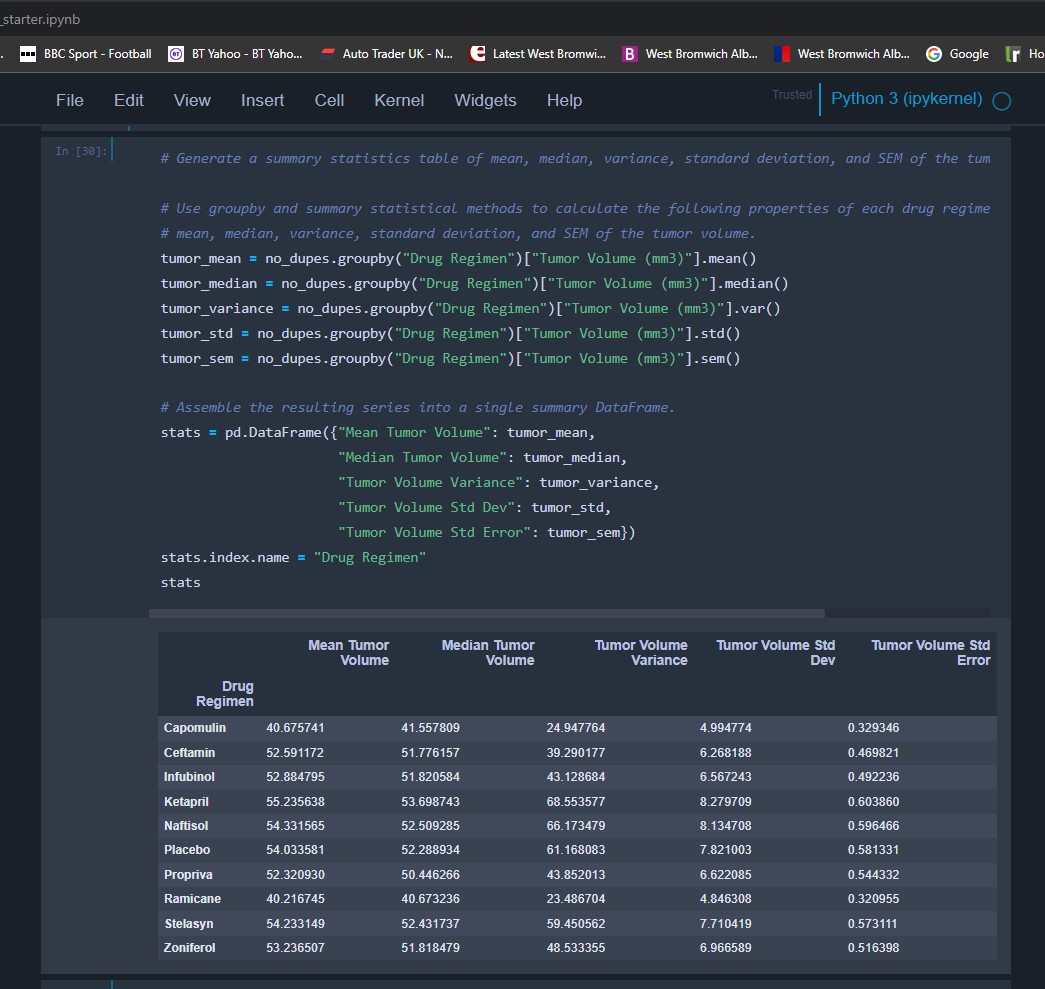 _starter.ipynb
BBC Sport - Football BT Yahoo - BT Yaho... Auto Trader UK - N... Latest West Bromwi... West Bromwich Alb... West Bromwich Alb... Google Ho
File Edit View Insert Cell Kernel Widgets Help Trusted Python 3 (ipykernel)
In [30]:
# Generate a summary statistics table of mean, median, variance, standard deviation, and SEM of the tum
# Use groupby and summary statistical methods to calculate the following properties of each drug regime
# mean, median, variance, standard deviation, and SEM of the tumor volume.
tumor_mean = no_dupes.groupby("Drug Regimen")["Tumor Volume (mm3)"].mean()
tumor_median = no_dupes.groupby("Drug Regimen")["Tumor Volume (mm3)"].median()
tumor_variance = no_dupes.groupby("Drug Regimen")["Tumor Volume (mm3)"].var()
tumor_std = no_dupes.groupby("Drug Regimen")["Tumor Volume (mm3)"].std()
tumor_sem = no_dupes.groupby("Drug Regimen")["Tumor Volume (mm3)"].sem()
# Assemble the resulting series into a single summary DataFrame.
stats = pd.DataFrame({"Mean Tumor Volume": tumor_mean,
"Median Tumor Volume": tumor_median,
"Tumor Volume Variance": tumor_variance,
"Tumor Volume Std Dev": tumor_std,
"Tumor Volume Std Error": tumor_sem})
stats.index.name = "Drug Regimen"
stats
Mean Tumor Median Tumor Tumor Volume Tumor Volume Std Tumor Volume Std
Volume Volume Variance Dev Error
Drug
Regimen
Capomulin 40.675741 41.557809 24.947764 4.994774 0.329346
Ceftamin 52.591172 51.776157 39.290177 6.268188 0.469821
Infubinol 52.884795 51.820584 43.128684 6.567243 0.492236
Ketapril 55.235638 53.698743 68.553577 8.279709 0.603860
Naftisol 54.331565 52.509285 66.173479 8.134708 0.596466
Placebo 54.033581 52.288934 61.168083 7.821003 0.581331
Propriva 52.320930 50.446266 43.852013 6.622085 0.544332
Ramicane 40.216745 40.673236 23.486704 4.846308 0.320955
Stelasyn 54.233149 52.431737 59.450562 7.710419 0.573111
Zoniferol 53.236507 51.818479 48.533355 6.966589 0.516398